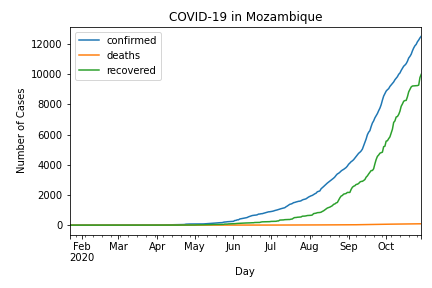 COVID-19 in Mozambique
confirmed
deaths
recovered
Number of Cases
12000
10000
8000
6000
4000
2000
0
Feb Mar Apr May Jun Jul Aug Sep Oct
2020
Day